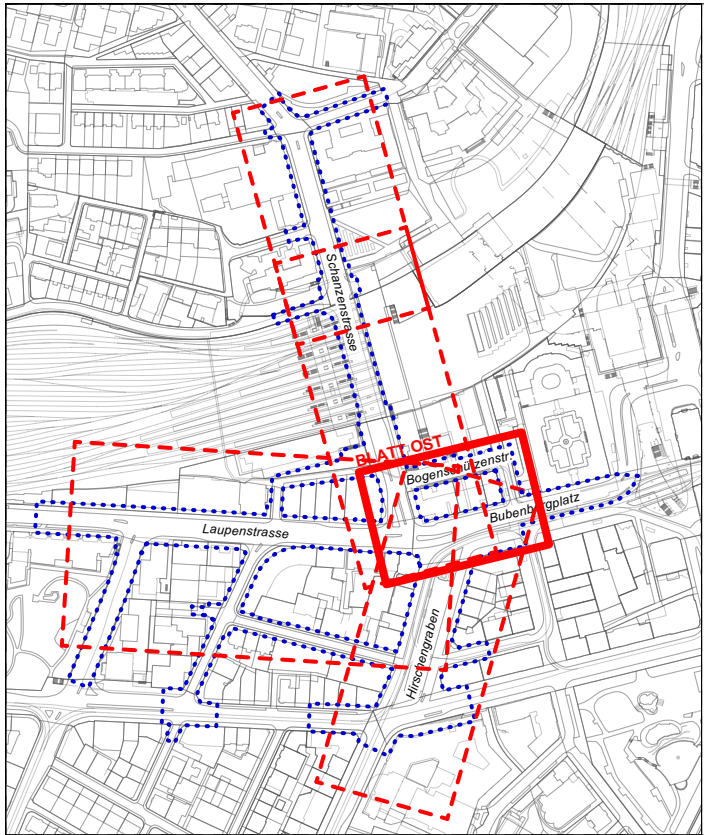 Schanzenstrasse
BLATT OST
Bogenschützenstr
Bubenbergplatz
Laupenstrasse
Hirschengraben